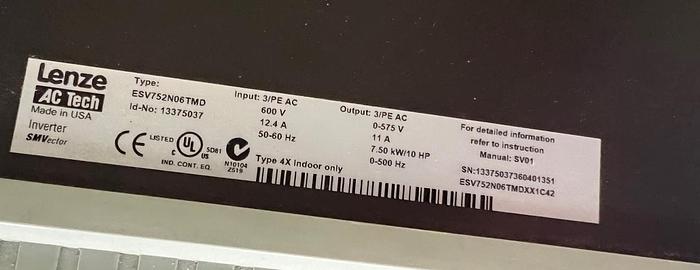 Lenze
AC Tech
Made in USA
Inverter
SMVector
Type:
ESV752N06TMD
Id-No: 13375037
CE
LISTED
C UL US
5D81
IND. CONT. EQ.
N10104
Z519
Input: 3/PE AC
600 V
12.4 A
50-60 Hz
Type 4X Indoor only
Output: 3/PE AC
0-575 V
11 A
7.50 kW/10 HP
0-500 Hz
For detailed information
refer to instruction
Manual: SV01
SN:13375037360401351
ESV752N06TMDXX1C42